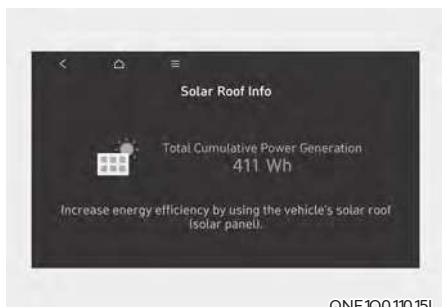 Solar Roof Info
Total Cumulative Power Generation
411 Wh
Increase energy efficiency by using the vehicle's solar roof
(solar panel).
ONE1Q011015L